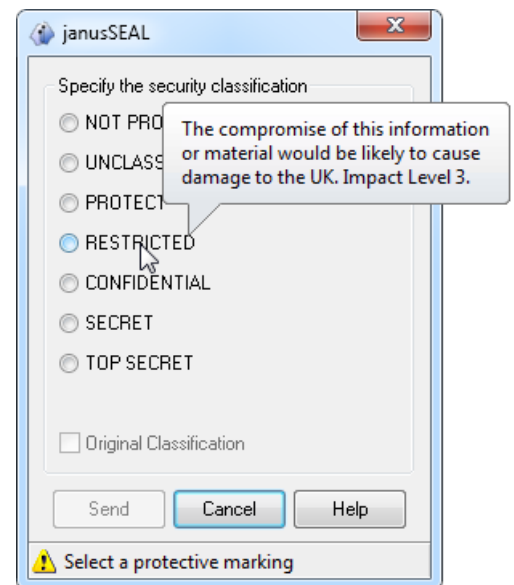 janusSEAL
Specify the security classification
NOT PRO
The compromise of this information
or material would be likely to cause
damage to the UK. Impact Level 3.
UNCLASS
PROTECT
RESTRICTED
CONFIDENTIAL
SECRET
TOP SECRET
Original Classification
Send
Cancel
Help
Select a protective marking